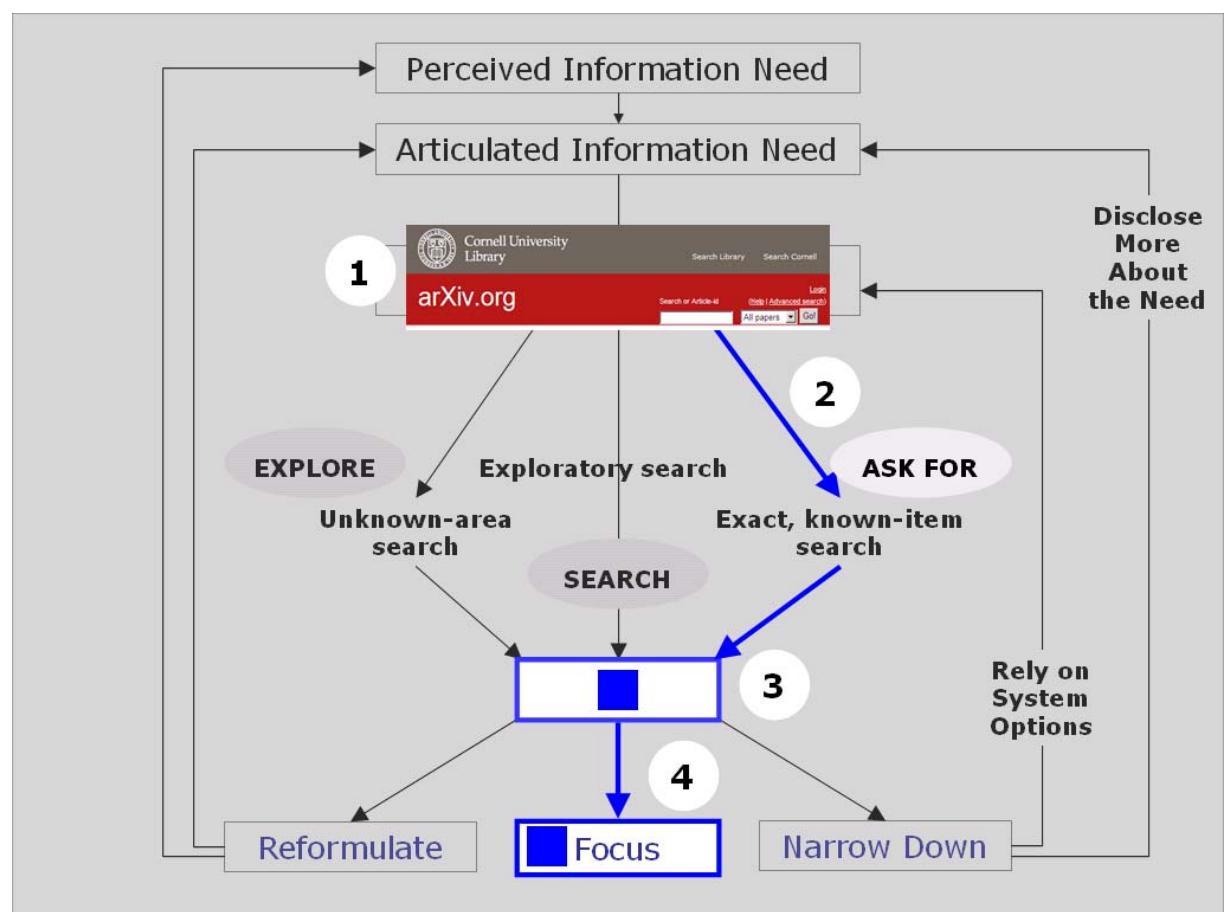 Perceived Information Need
Articulated Information Need
Disclose
More
About
the Need
1
Cornell University
Library
Search Library
Search Cornell
arXiv.org
Login
Search or Article-id
(Help | Advanced search)
All papers
Go!
2
EXPLORE
Exploratory search
ASK FOR
Unknown-area
search
Exact, known-item
search
SEARCH
3
Rely on
System
Options
4
Reformulate
Focus
Narrow Down